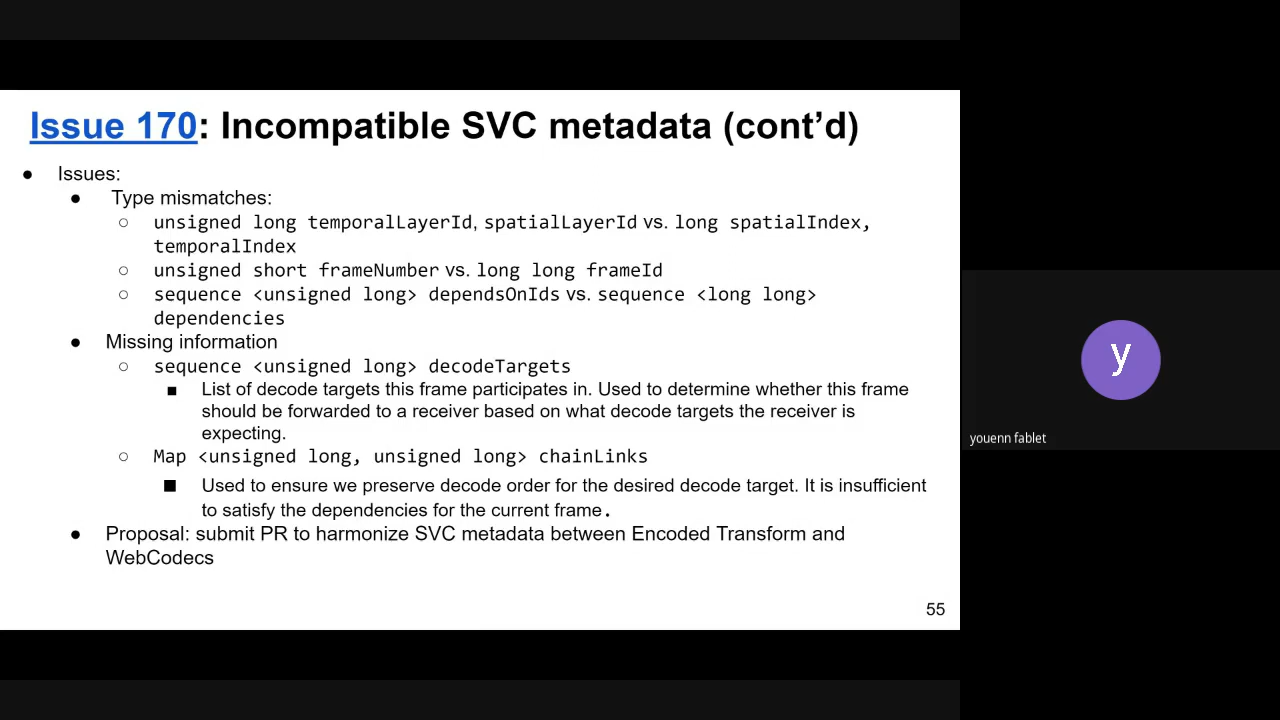 Issue 170: Incompatible SVC metadata (cont’d)
● Issues:
● Type mismatches:
○ unsigned long temporalLayerId, spatialLayerId vs. long spatialIndex,
temporalIndex
○ unsigned short frameNumber vs. long long frameId
○ sequence <unsigned long> dependsOnIds vs. sequence <long long>
dependencies
● Missing information
○ sequence <unsigned long> decodeTargets
■ List of decode targets this frame participates in. Used to determine whether this frame
should be forwarded to a receiver based on what decode targets the receiver is
expecting.
○ Map <unsigned long, unsigned long> chainLinks
■ Used to ensure we preserve decode order for the desired decode target. It is insufficient
to satisfy the dependencies for the current frame.
● Proposal: submit PR to harmonize SVC metadata between Encoded Transform and
WebCodecs
55
y
youenn fablet